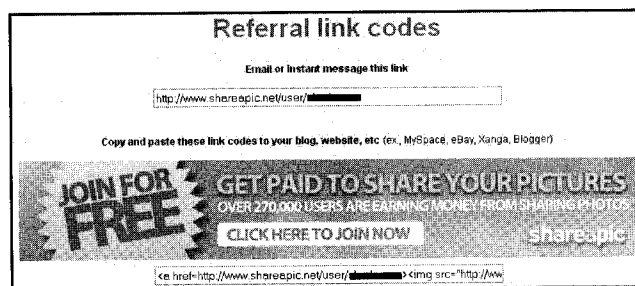 Referral link codes
Email or instant message this link
http://www.shareapic.net/user/
Copy and paste these link codes to your blog, website, etc (ex., MySpace, eBay, Xanga, Blogger)
JOIN FOR
FREE
GET PAID TO SHARE YOUR PICTURES
OVER 270,000 USERS ARE EARNING MONEY FROM SHARING PHOTOS
CLICK HERE TO JOIN NOW
shareapic
<a href=http://www.shareapic.net/user/ ><img src="http://ww